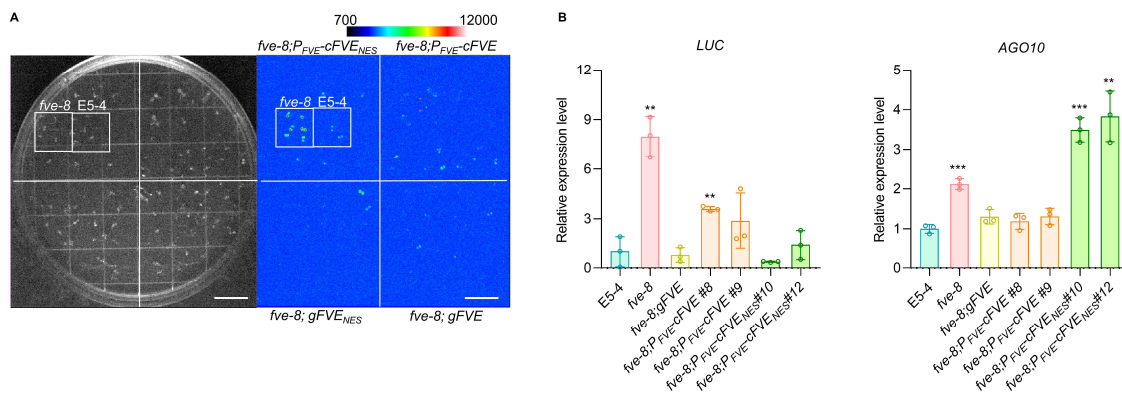 A
700 12000
fve-8;PFVE-cFVENES fve-8;PFVE-cFVE
fve-8 E5-4
fve-8 E5-4
fve-8; gFVENES fve-8; gFVE
B
LUC
Relative expression level
12
9
6
3
0
**
**
E5-4
fve-8
fve-8;gFVE
fve-8;PFVE-cFVE #8
fve-8;PFVE-cFVE #9
fve-8;PFVE-cFVENES#10
fve-8;PFVE-cFVENES#12
AGO10
Relative expression level
5
4
3
2
1
0
***
***
**
E5-4
fve-8
fve-8;gFVE
fve-8;PFVE-cFVE #8
fve-8;PFVE-cFVE #9
fve-8;PFVE-cFVENES#10
fve-8;PFVE-cFVENES#12